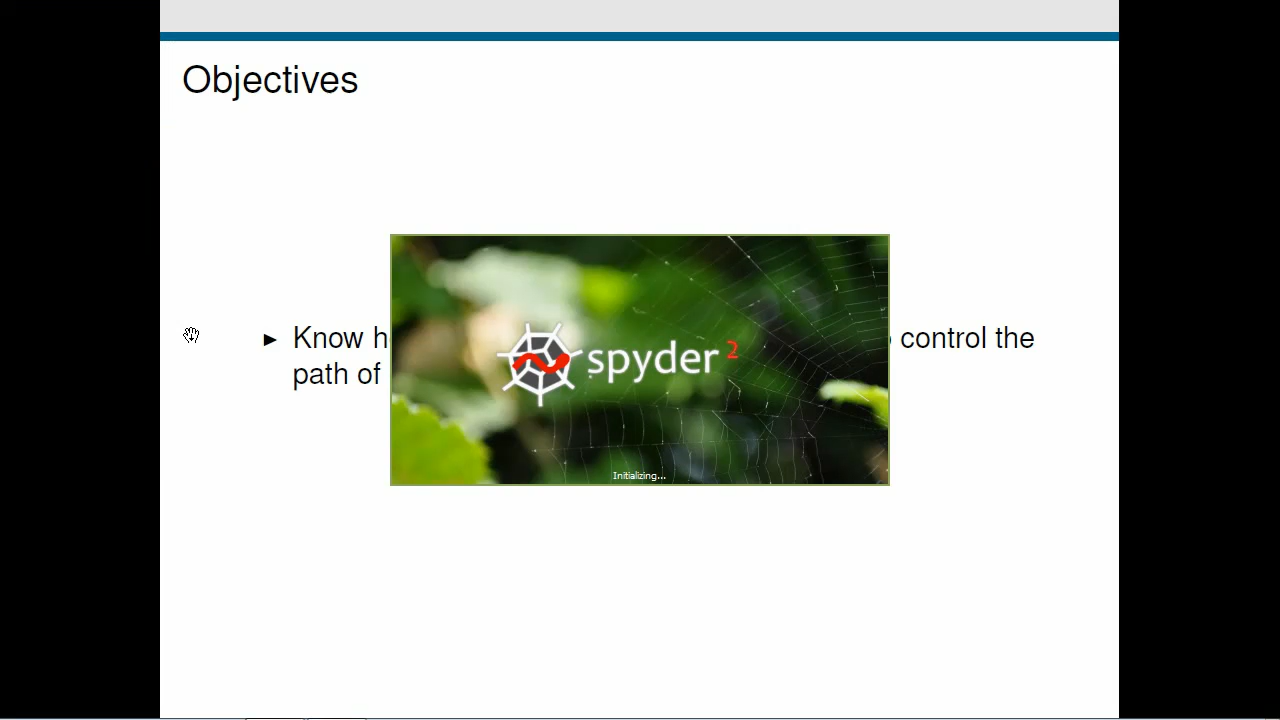 Objectives
► Know h control the
path of
spyder 2
Initializing...